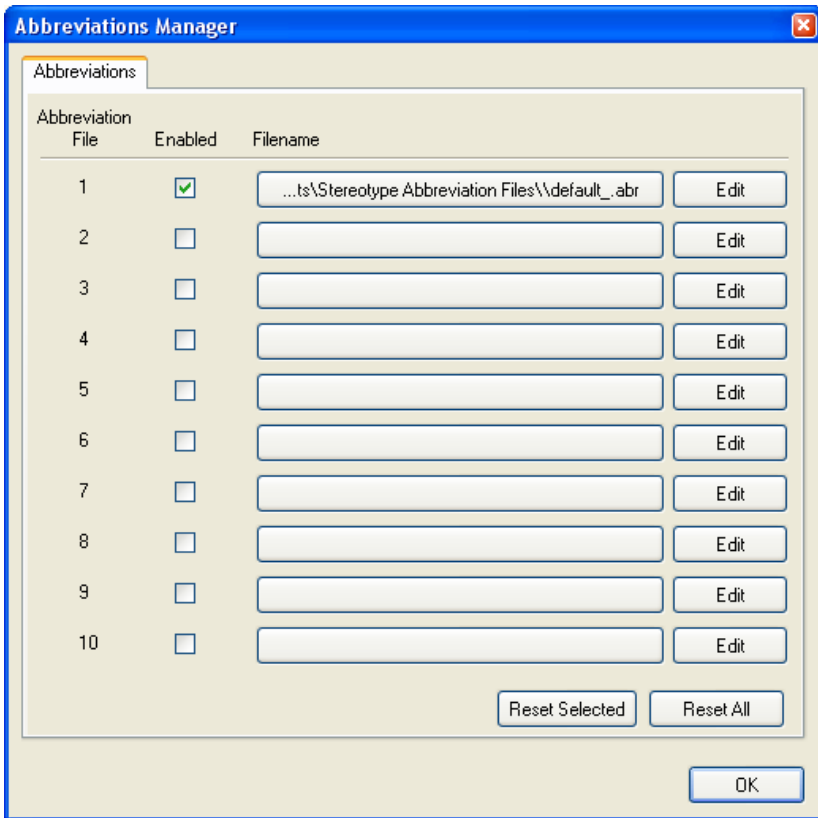 Abbreviations Manager
Abbreviations
Abbreviation
File Enabled Filename
1 ...ts\Stereotype Abbreviation Files\\default_.abr Edit
2 Edit
3 Edit
4 Edit
5 Edit
6 Edit
7 Edit
8 Edit
9 Edit
10 Edit
Reset Selected Reset All
OK